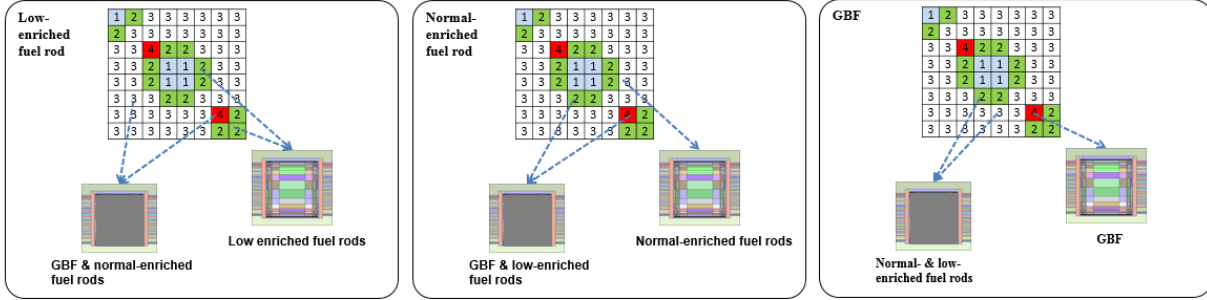 Low-
enriched
fuel rod
1 2 3 3 3 3 3 3
2 3 3 3 3 3 3 3
3 3 4 2 2 3 3 3
3 3 2 1 1 2 3 3
3 3 2 1 1 2 3 3
3 3 3 2 2 3 3 3
3 3 3 3 3 3 4 2
3 3 3 3 3 3 2 2
Low enriched fuel rods
GBF & normal-enriched
fuel rods
Normal-
enriched
fuel rod
1 2 3 3 3 3 3 3
2 3 3 3 3 3 3 3
3 3 4 2 2 3 3 3
3 3 2 1 1 2 3 3
3 3 2 1 1 2 3 3
3 3 3 2 2 3 3 3
3 3 3 3 3 3 4 2
3 3 3 3 3 3 2 2
Normal-enriched fuel rods
GBF & low-enriched
fuel rods
GBF
1 2 3 3 3 3 3 3
2 3 3 3 3 3 3 3
3 3 4 2 2 3 3 3
3 3 2 1 1 2 3 3
3 3 2 1 1 2 3 3
3 3 3 2 2 3 3 3
3 3 3 3 3 3 4 2
3 3 3 3 3 3 2 2
GBF
Normal- & low-
enriched fuel rods